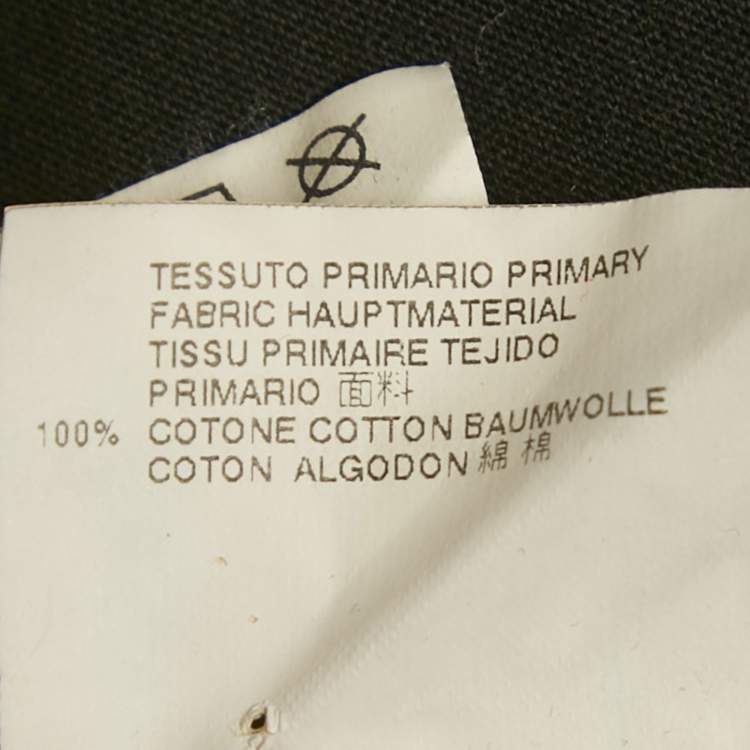 TESSUTO PRIMARIO PRIMARY
FABRIC HAUPTMATERIAL
TISSU PRIMAIRE TEJIDO
PRIMARIO 面料
100% COTONE COTTON BAUMWOLLE
COTON ALGODON 綿 棉